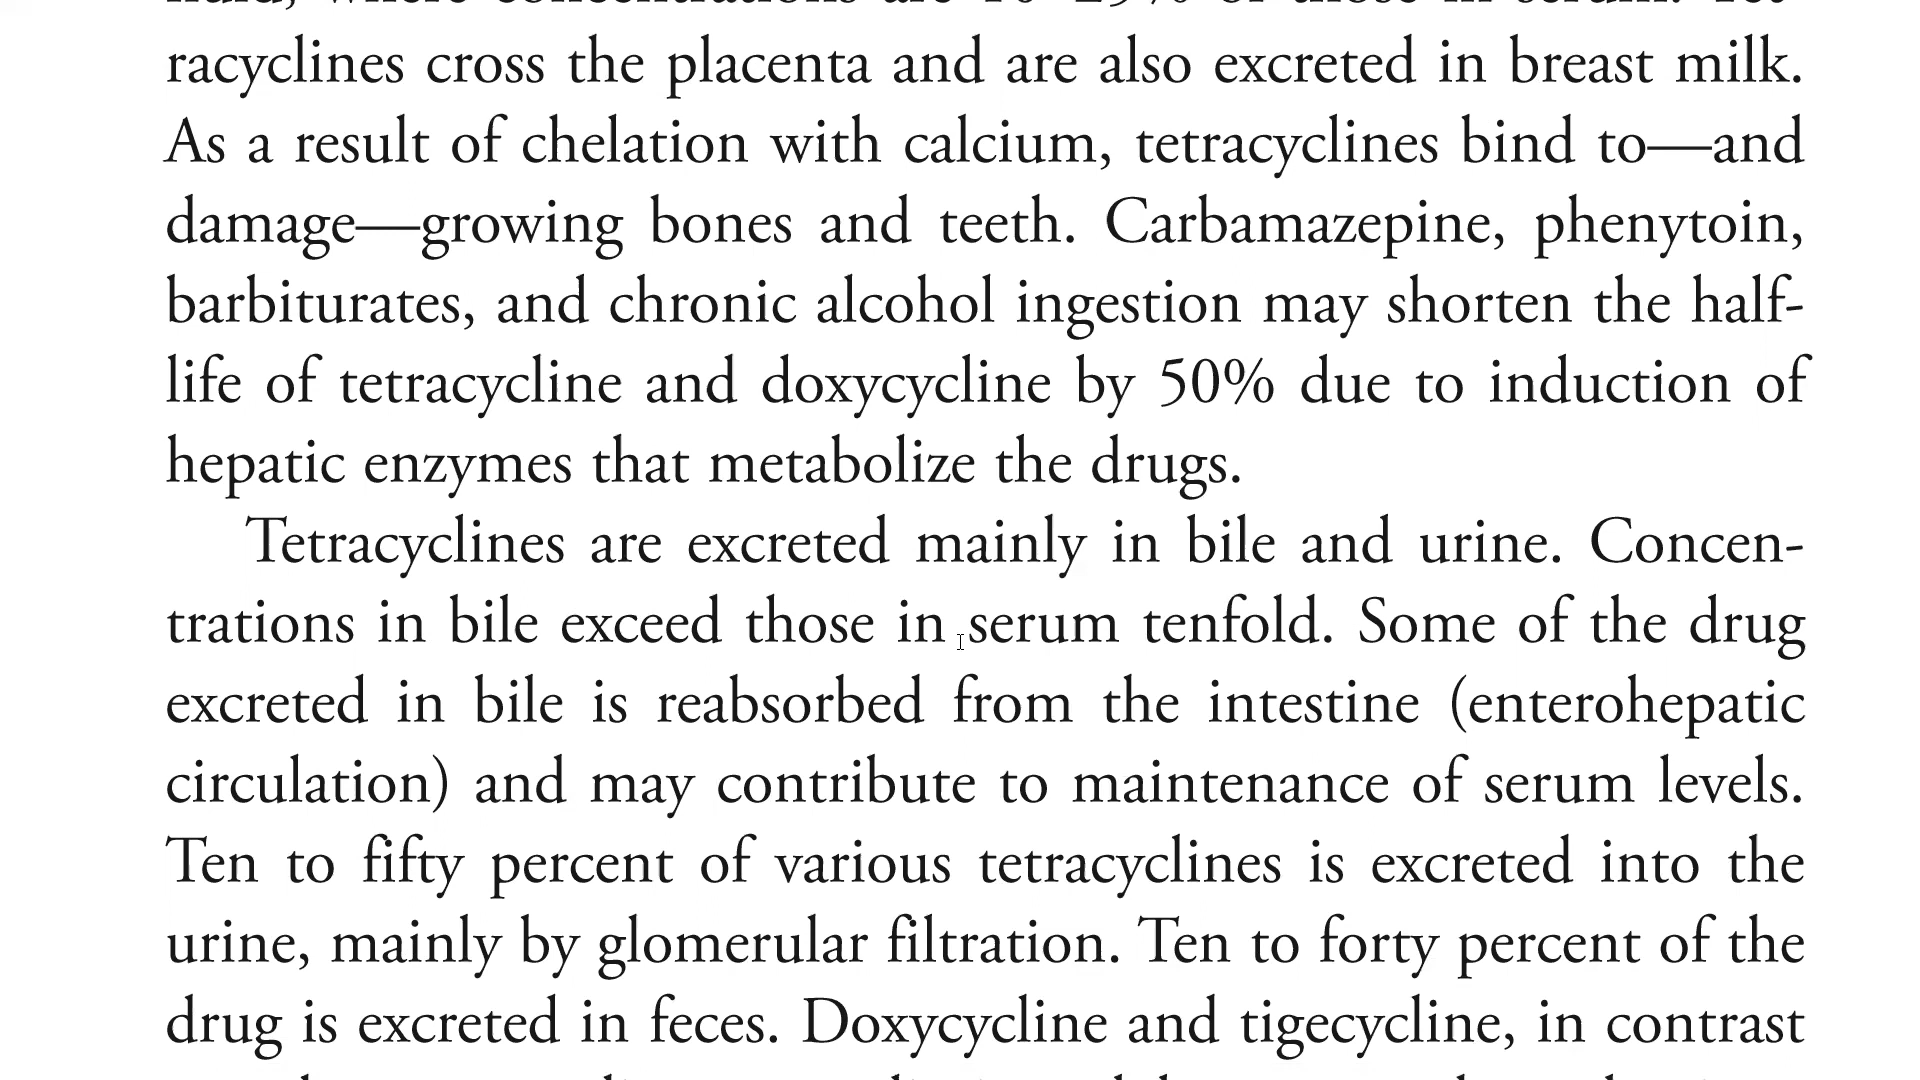 racyclines cross the placenta and are also excreted in breast milk.
As a result of chelation with calcium, tetracyclines bind to—and
damage—growing bones and teeth. Carbamazepine, phenytoin,
barbiturates, and chronic alcohol ingestion may shorten the half-
life of tetracycline and doxycycline by 50% due to induction of
hepatic enzymes that metabolize the drugs.
Tetracyclines are excreted mainly in bile and urine. Concen-
trations in bile exceed those in serum tenfold. Some of the drug
excreted in bile is reabsorbed from the intestine (enterohepatic
circulation) and may contribute to maintenance of serum levels.
Ten to fifty percent of various tetracyclines is excreted into the
urine, mainly by glomerular filtration. Ten to forty percent of the
drug is excreted in feces. Doxycycline and tigecycline, in contrast